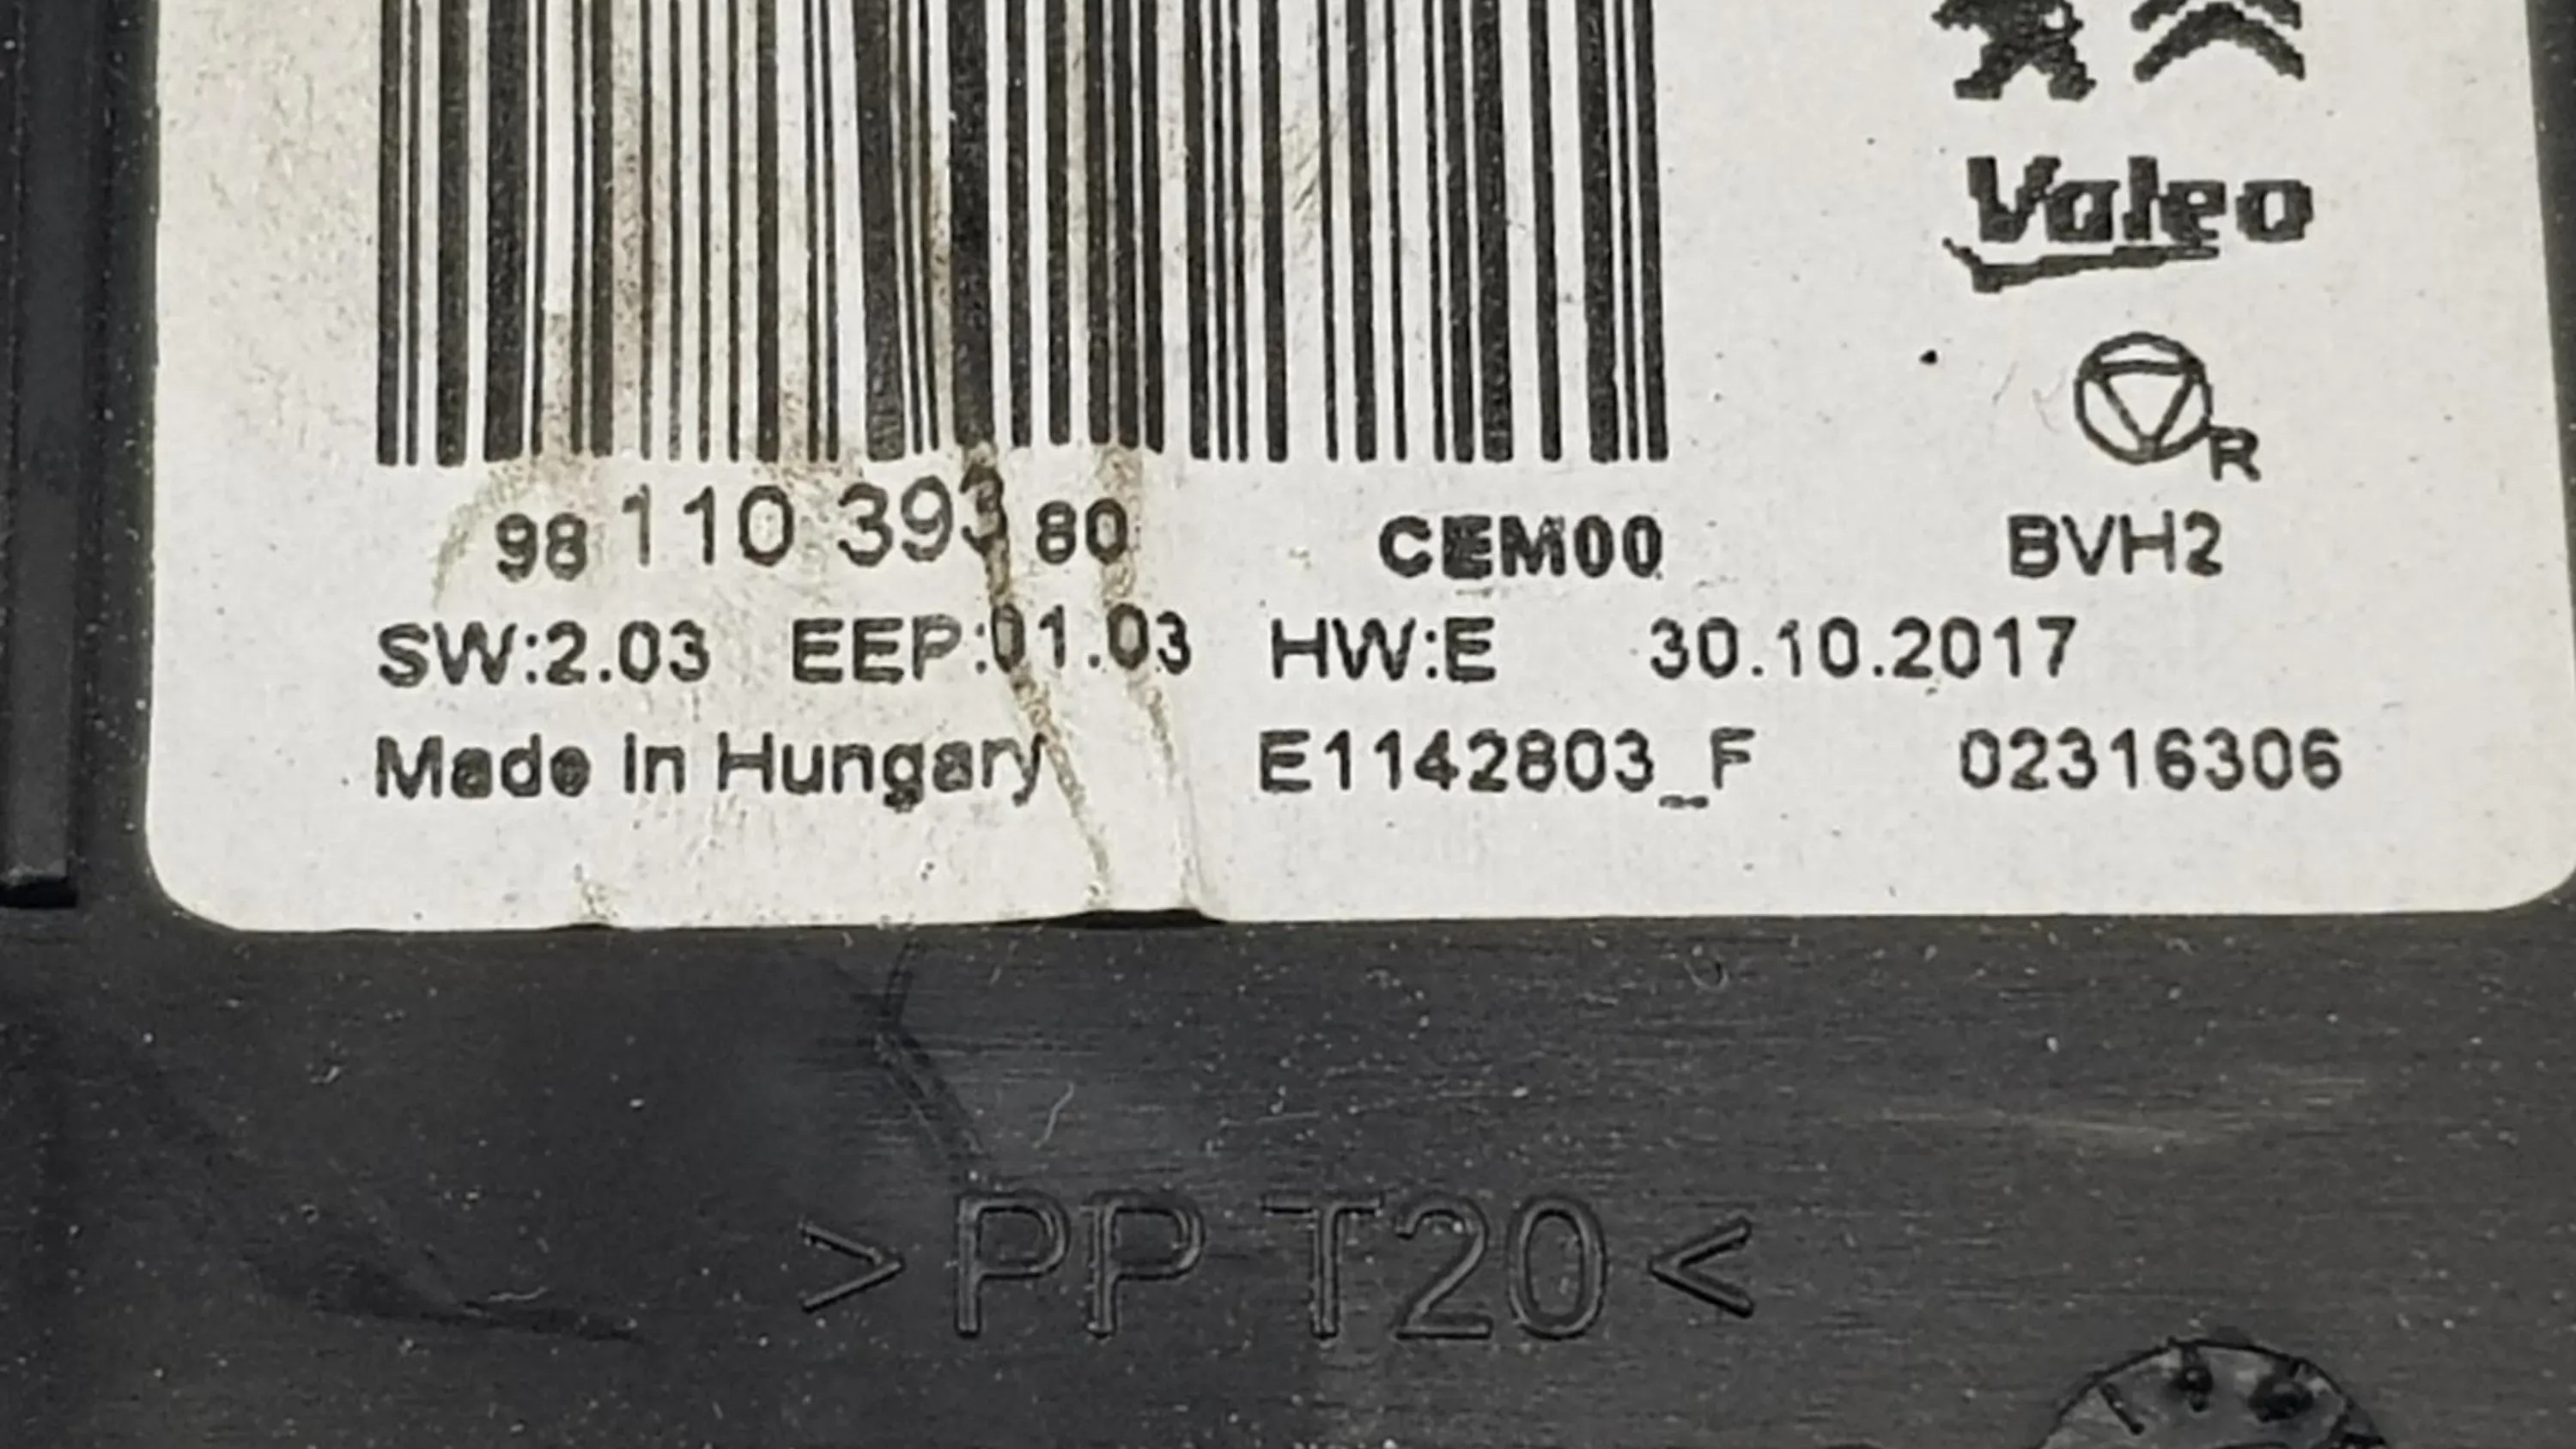 Valeo
R
98 110 393 80 CEM00 BVH2
SW:2.03 EEP:01.03 HW:E 30.10.2017
Made in Hungary E1142803_F 02316306
>PP T20<